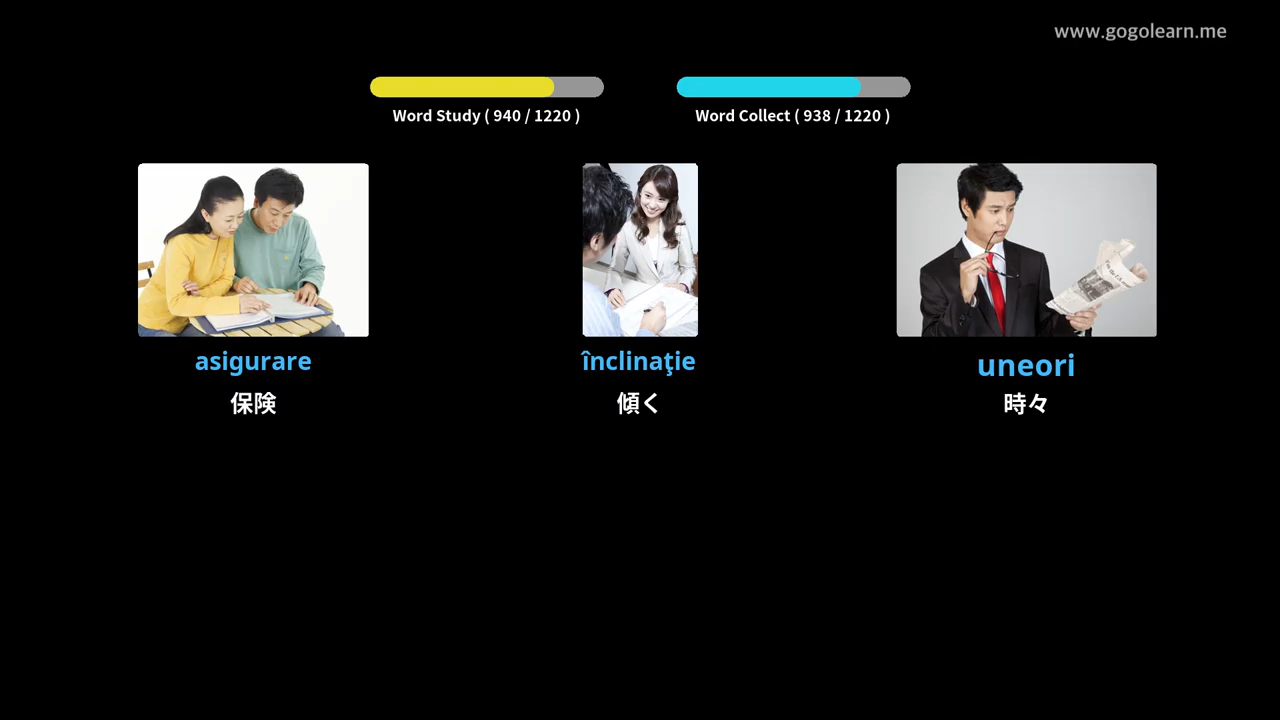 www.gogolearn.me
Word Study ( 940 / 1220 )
Word Collect ( 938 / 1220 )
asigurare
înclinaţie
uneori
保険
傾く
時々